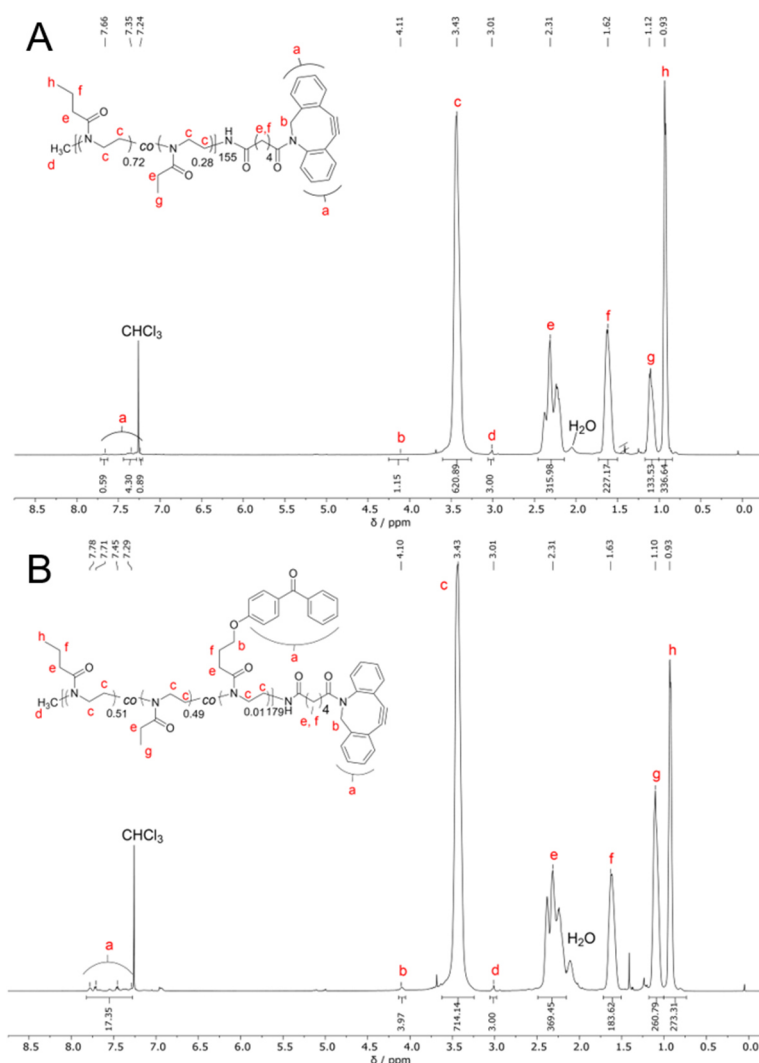 A
7.66
7.35
7.24
4.11
3.43
3.01
2.31
1.62
1.12
0.93
h
f
e
O
N
c
c
H3C
d
0.72
co
N
c
c
0.28
155
O
e
g
H
N
O
e,f
4
O
N
b
a
a
CHCl3
a
b
c
d
e
H2O
f
g
h
0.59
4.30
0.89
1.15
620.89
3.00
315.98
227.17
133.53
336.64
8.5 8.0 7.5 7.0 6.5 6.0 5.5 5.0 4.5 4.0 3.5 3.0 2.5 2.0 1.5 1.0 0.5 0.0
δ / ppm
B
7.78
7.71
7.45
7.29
4.10
3.43
3.01
2.31
1.63
1.10
0.93
O
O
b
a
f
e
O
h
f
e
O
N
c
c
H3C
d
0.51
co
N
c
c
0.49
O
e
g
co
N
c
c
0.01
179
NH
O
e, f
4
O
N
b
a
a
CHCl3
a
b
c
d
e
H2O
f
g
h
17.35
3.97
714.14
3.00
369.45
183.62
260.79
273.31
8.5 8.0 7.5 7.0 6.5 6.0 5.5 5.0 4.5 4.0 3.5 3.0 2.5 2.0 1.5 1.0 0.5 0.0
δ / ppm